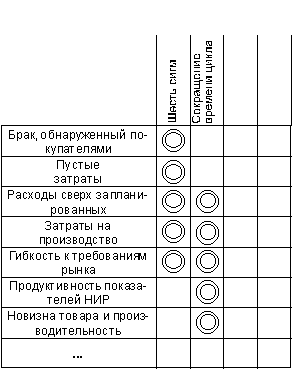 Шесть сигм
Сокращение
времени цикла
Брак, обнаруженный по-
купателями
Пустые
затраты
Расходы сверх заплани-
рованных
Затраты на
производство
Гибкость к требованиям
рынка
Продуктивность показа-
телей НИР
Новизна товара и произ-
водительность
...